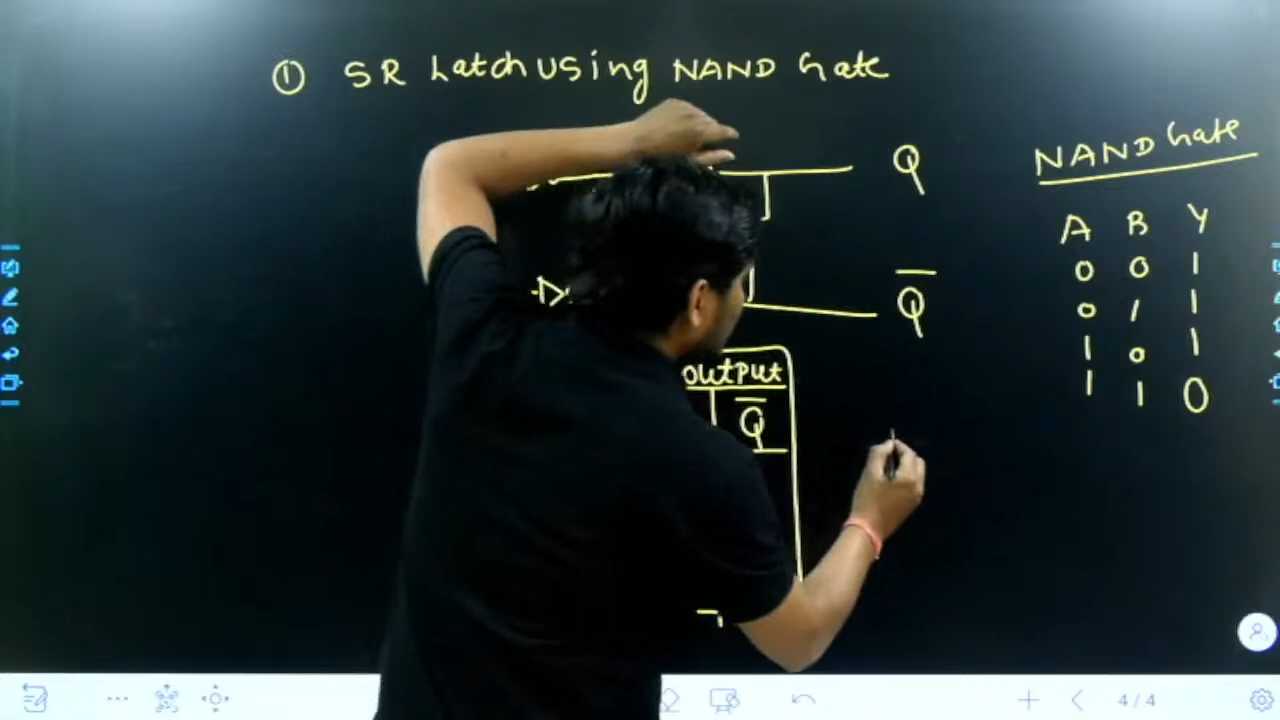 ① SR Latch Using NAND Gate
Q
NAND Gate
A B Y
0 0 1
Q̅
0 1 1
1 0 1
output
1 1 0
Q̅
4/4